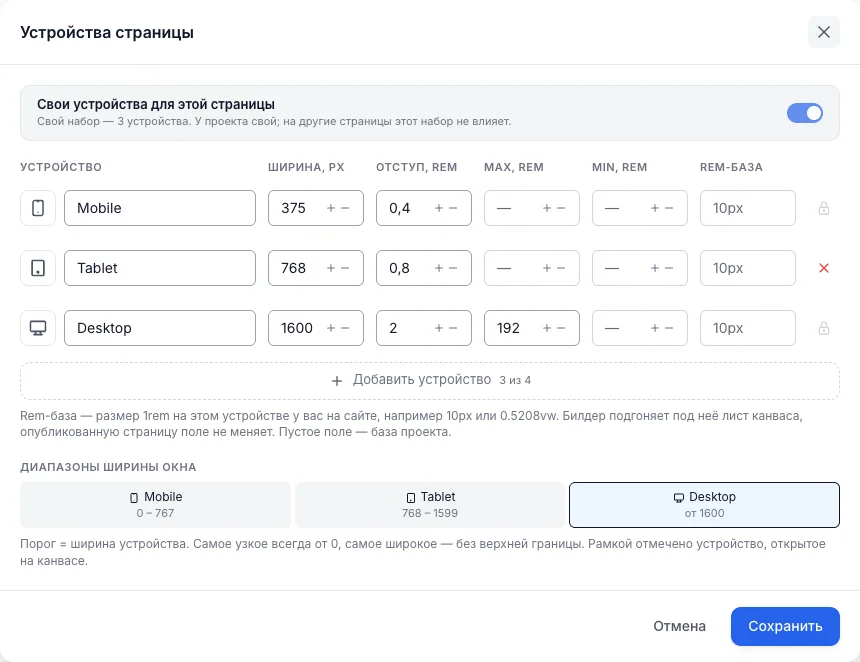 Устройства страницы
Свои устройства для этой страницы
Свой набор — 3 устройства. У проекта свой; на другие страницы этот набор не влияет.
УСТРОЙСТВО ШИРИНА, PX ОТСТУП, REM MAX, REM MIN, REM REM-БАЗА
Mobile 375 + − 0,4 + − — + − — + − 10px
Tablet 768 + − 0,8 + − — + − — + − 10px
Desktop 1600 + − 2 + − 192 + − — + − 10px
+ Добавить устройство 3 из 4
Rem-база — размер 1rem на этом устройстве у вас на сайте, например 10px или 0.5208vw. Билдер подгоняет под неё лист канваса,
опубликованную страницу поле не меняет. Пустое поле — база проекта.
ДИАПАЗОНЫ ШИРИНЫ ОКНА
Mobile Tablet Desktop
0 – 767 768 – 1599 от 1600
Порог = ширина устройства. Самое узкое всегда от 0, самое широкое — без верхней границы. Рамкой отмечено устройство, открытое
на канвасе.
Отмена Сохранить